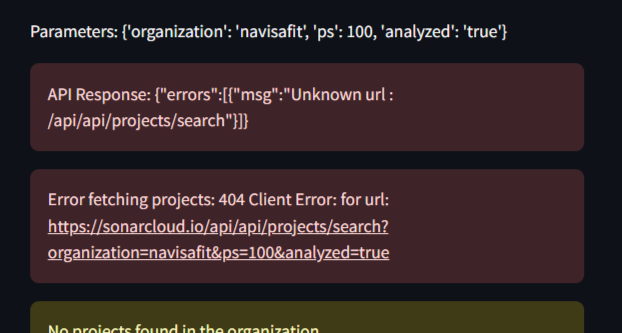 Parameters: {'organization': 'navisafit', 'ps': 100, 'analyzed': 'true'}
API Response: {"errors":[{"msg":"Unknown url :
/api/api/projects/search"}]}
Error fetching projects: 404 Client Error: for url:
https://sonarcloud.io/api/api/projects/search?
organization=navisafit&ps=100&analyzed=true
No projects found in the organization